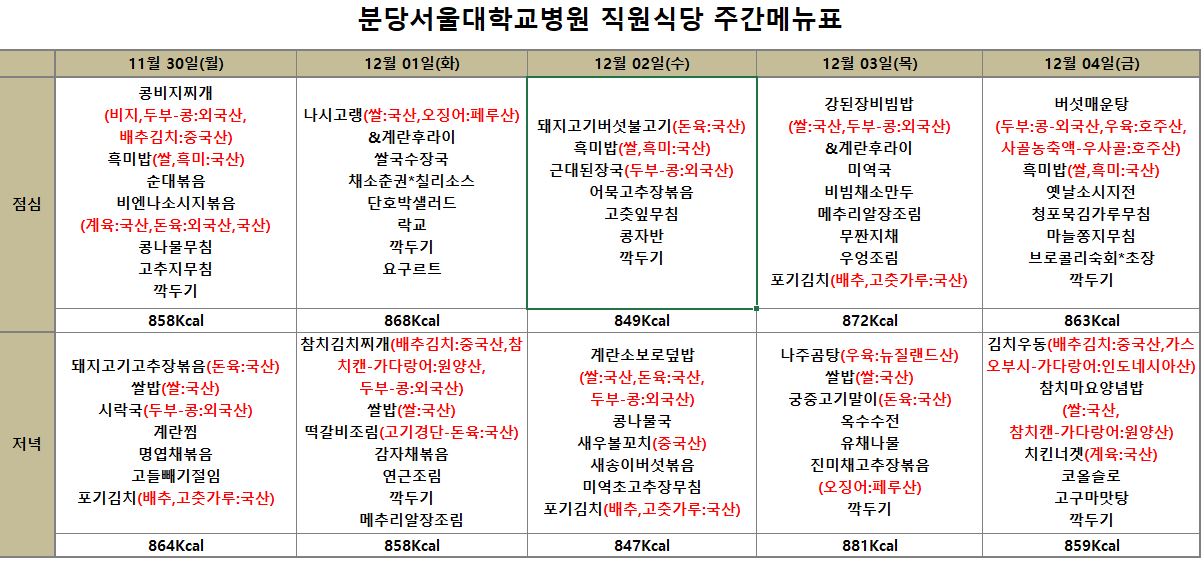 분당서울대학교병원 직원식당 주간메뉴표
11월 30일(월)
12월 01일(화)
12월 02일(수)
12월 03일(목)
12월 04일(금)
점심
콩비지찌개
(비지,두부-콩:외국산,
배추김치:중국산)
흑미밥(쌀,흑미:국산)
순대볶음
비엔나소시지볶음
(계육:국산,돈육:외국산,국산)
콩나물무침
고추지무침
깍두기
나시고랭(쌀:국산,오징어:페루산)
&계란후라이
쌀국수장국
채소춘권*칠리소스
단호박샐러드
락교
깍두기
요구르트
돼지고기버섯불고기(돈육:국산)
흑미밥(쌀,흑미:국산)
근대된장국(두부-콩:외국산)
어묵고추장볶음
고춧잎무침
콩자반
깍두기
강된장비빔밥
(쌀:국산,두부-콩:외국산)
&계란후라이
미역국
비빔채소만두
메추리알장조림
무짠지채
우엉조림
포기김치(배추,고춧가루:국산)
버섯매운탕
(두부:콩-외국산,우육:호주산,
사골농축액-우사골:호주산)
흑미밥(쌀,흑미:국산)
옛날소시지전
청포묵김가루무침
마늘쫑지무침
브로콜리숙회*초장
깍두기
858Kcal
868Kcal
849Kcal
872Kcal
863Kcal
저녁
돼지고기고추장볶음(돈육:국산)
쌀밥(쌀:국산)
시락국(두부-콩:외국산)
계란찜
명엽채볶음
고들빼기절임
포기김치(배추,고춧가루:국산)
참치김치찌개(배추김치:중국산,참
치캔-가다랑어:원양산,
두부-콩:외국산)
쌀밥(쌀:국산)
떡갈비조림(고기경단-돈육:국산)
감자채볶음
연근조림
깍두기
메추리알장조림
계란소보로덮밥
(쌀:국산,돈육:국산,
두부-콩:외국산)
콩나물국
새우볼꼬치(중국산)
새송이버섯볶음
미역초고추장무침
포기김치(배추,고춧가루:국산)
나주곰탕(우육:뉴질랜드산)
쌀밥(쌀:국산)
궁중고기말이(돈육:국산)
옥수수전
유채나물
진미채고추장볶음
(오징어:페루산)
깍두기
김치우동(배추김치:중국산,가스
오부시-가다랑어:인도네시아산)
참치마요양념밥
(쌀:국산,
참치캔-가다랑어:원양산)
치킨너겟(계육:국산)
코올슬로
고구마맛탕
깍두기
864Kcal
858Kcal
847Kcal
881Kcal
859Kcal